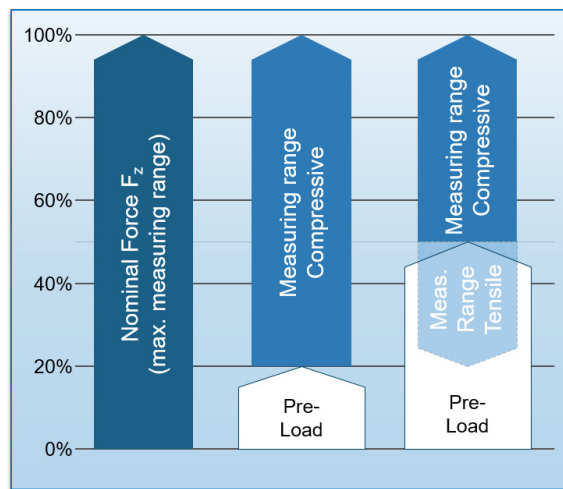 100%
80%
60%
40%
20%
0%
Nominal Force Fz
(max. measuring range)
Measuring range
Compressive
Pre-
Load
Measuring range
Compressive
Meas.
Range
Tensile
Pre-
Load